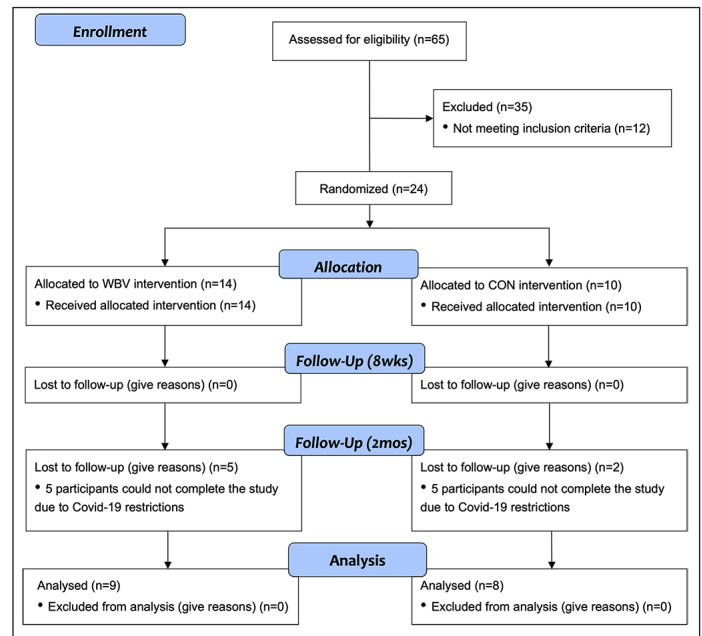 Enrollment
Assessed for eligibility (n=65)
Excluded (n=35)
• Not meeting inclusion criteria (n=12)
Randomized (n=24)
Allocation
Allocated to WBV intervention (n=14)
• Received allocated intervention (n=14)
Allocated to CON intervention (n=10)
• Received allocated intervention (n=10)
Follow-Up (8wks)
Lost to follow-up (give reasons) (n=0)
Lost to follow-up (give reasons) (n=0)
Follow-Up (2mos)
Lost to follow-up (give reasons) (n=5)
• 5 participants could not complete the study
due to Covid-19 restrictions
Lost to follow-up (give reasons) (n=2)
• 5 participants could not complete the study
due to Covid-19 restrictions
Analysis
Analysed (n=9)
• Excluded from analysis (give reasons) (n=0)
Analysed (n=8)
• Excluded from analysis (give reasons) (n=0)